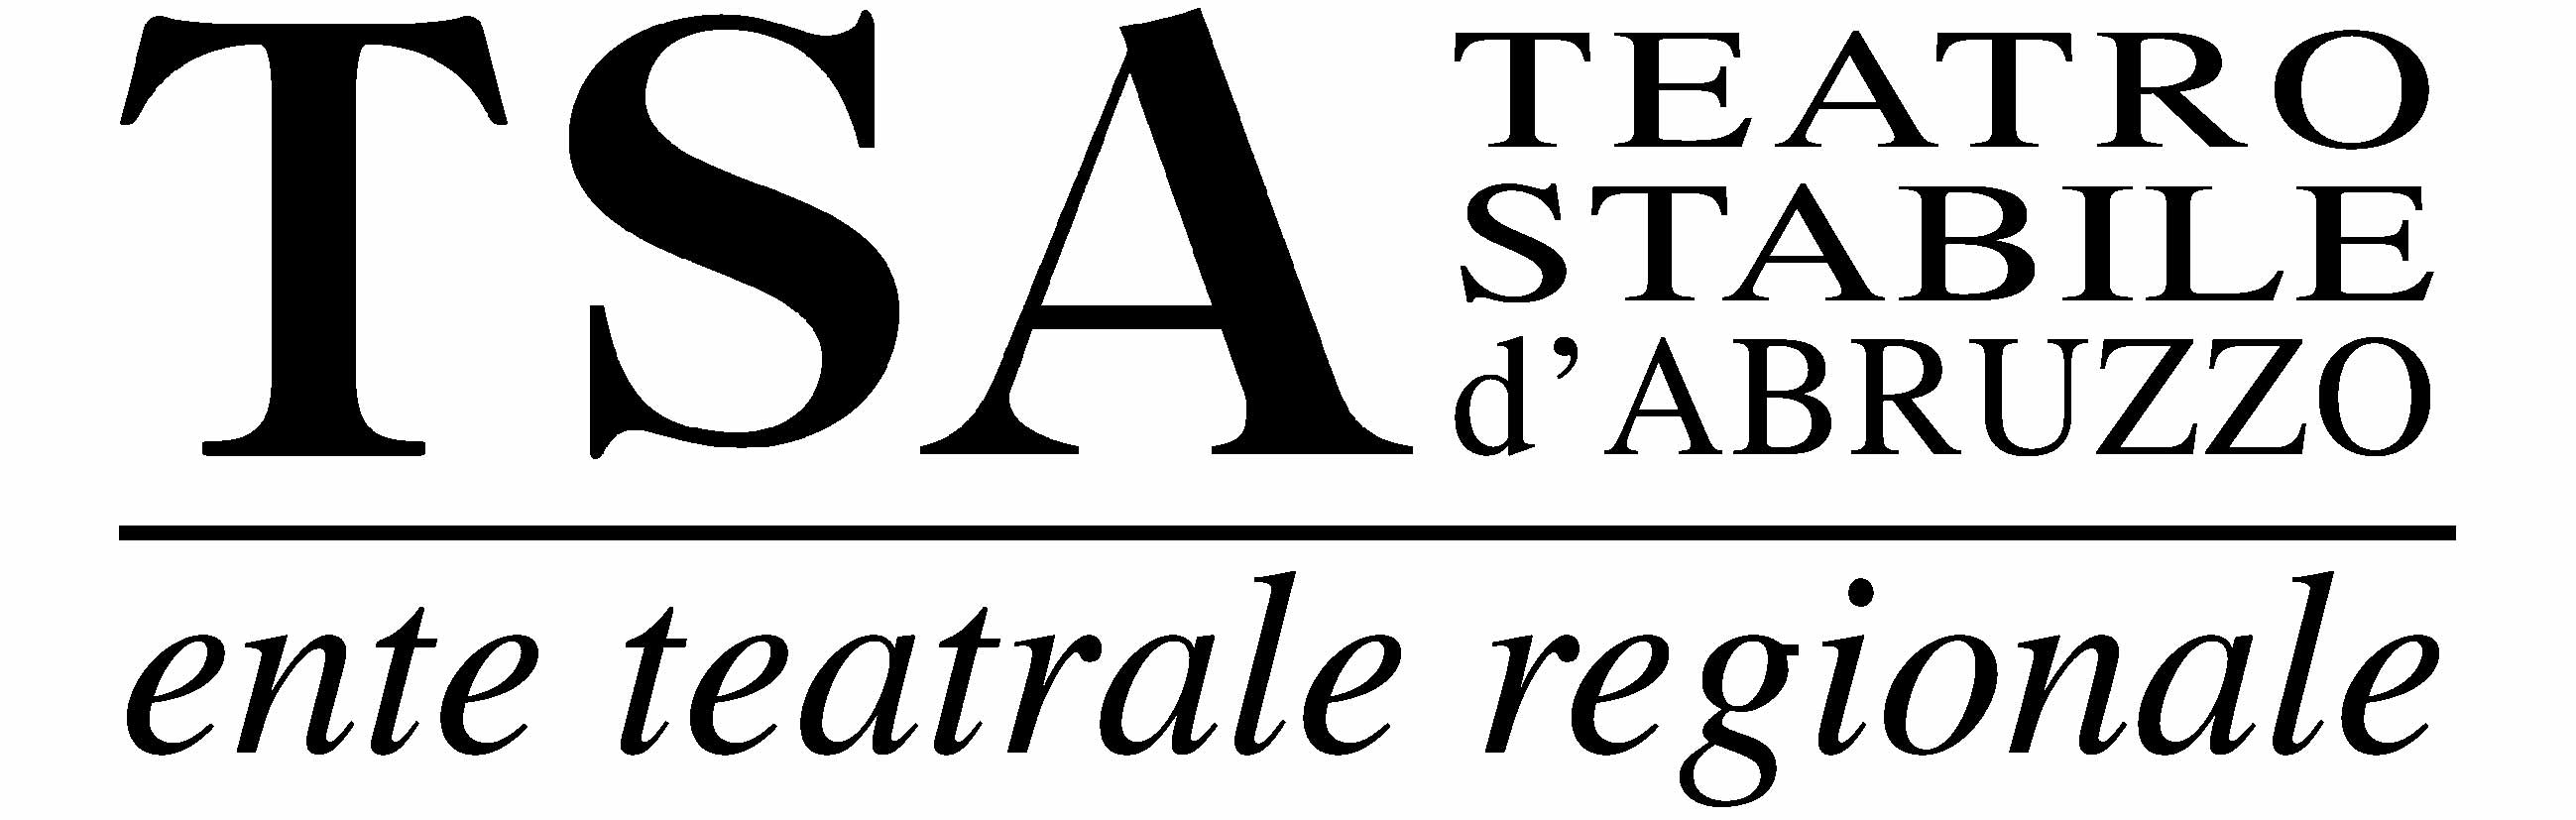 TSA
TEATRO
STABILE
d’ABRUZZO
ente teatrale regionale